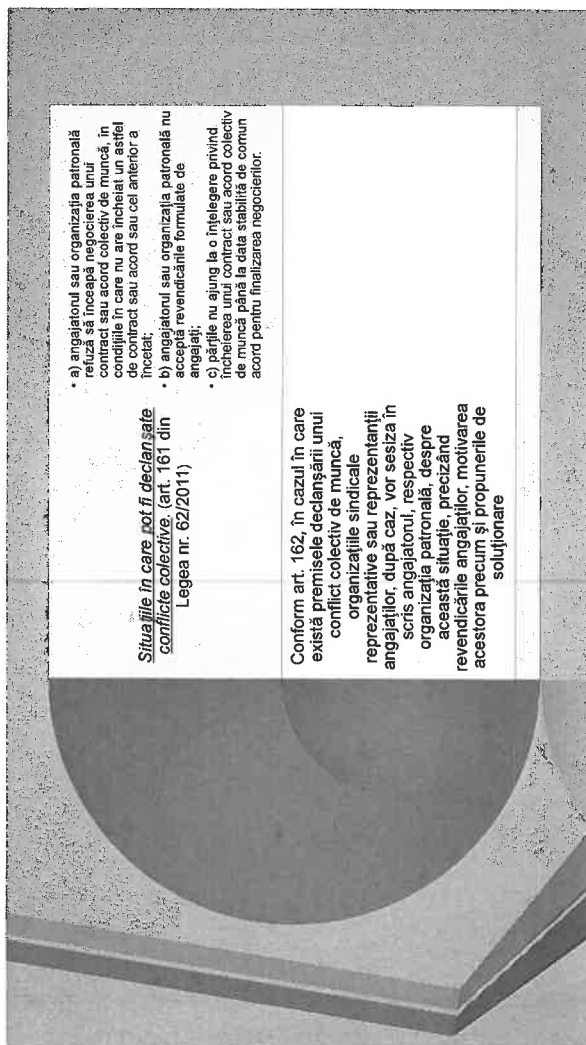 Situațiile în care pot fi declanșate
conflicte colective, (art. 161 din
Legea nr. 62/2011)
• a) angajatorul sau organizația patronală
refuză să înceapă negocierea unui
contract sau acord colectiv de muncă, în
condițiile în care nu are încheiat un astfel
de contract sau acord sau cel anterior a
încetat;
• b) angajatorul sau organizația patronală nu
acceptă revendicările formulate de
angajați;
• c) părțile nu ajung la o înțelegere privind
încheierea unui contract sau acord colectiv
de muncă până la data stabilită de comun
acord pentru finalizarea negocierilor.
Conform art. 162, în cazul în care
există premisele declanșării unui
conflict colectiv de muncă,
organizațiile sindicale
reprezentative sau reprezentanții
angajaților, după caz, vor sesiza în
scris angajatorul, respectiv
organizația patronală, despre
această situație, precizând
revendicările angajaților, motivarea
acestora precum și propunerile de
soluționare